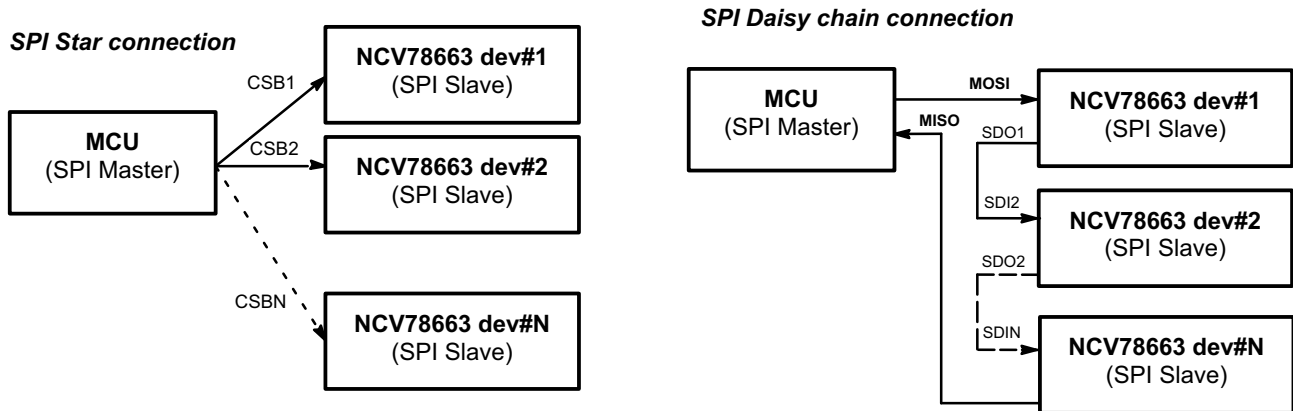 SPI Star connection
NCV78663 dev#1
(SPI Slave)
CSB1
MCU
(SPI Master)
CSB2
NCV78663 dev#2
(SPI Slave)
CSBN
NCV78663 dev#N
(SPI Slave)
SPI Daisy chain connection
MCU
(SPI Master)
MOSI
MISO
NCV78663 dev#1
(SPI Slave)
SDO1
SDI2
NCV78663 dev#2
(SPI Slave)
SDO2
SDIN
NCV78663 dev#N
(SPI Slave)